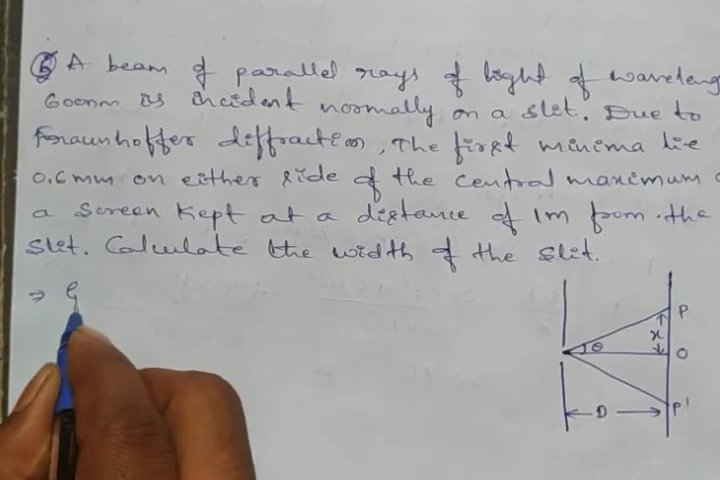 6 A beam of parallel rays of light of waveleng
600nm is incident normally on a slit. Due to
Fraunhoffer diffraction, The first minima lie
0.6mm on either side of the central maximum
a screen kept at a distance of 1m from the
slit. Calculate the width of the slit.
⇒ G
P
x
θ
O
D
P'